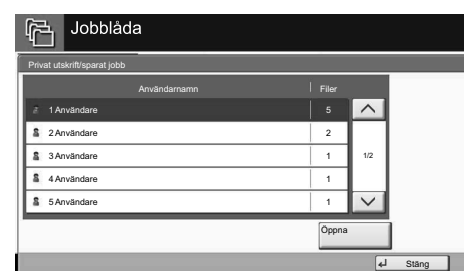 Jobblåda
Privat utskrift/sparat jobb
Användarnamn Filer
1 Användare 5
2 Användare 2
3 Användare 1
1/2
4 Användare 1
5 Användare 1
Öppna
Stäng